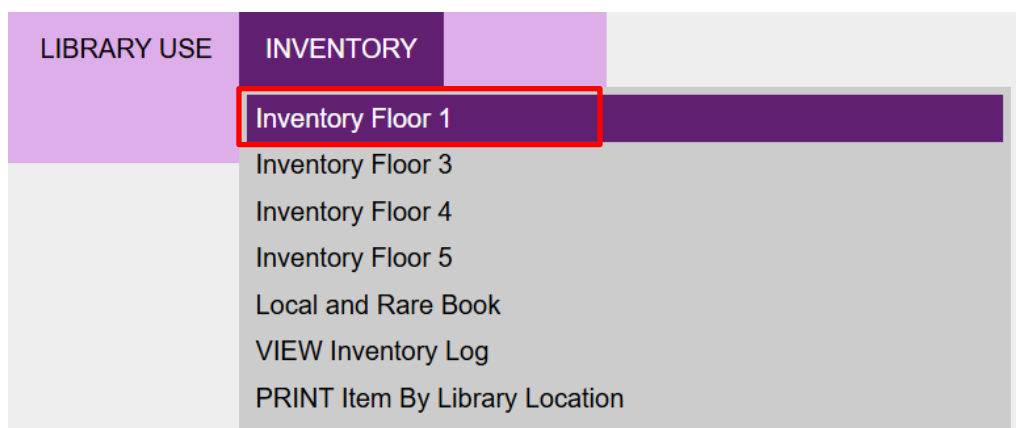 LIBRARY USE INVENTORY
Inventory Floor 1
Inventory Floor 3
Inventory Floor 4
Inventory Floor 5
Local and Rare Book
VIEW Inventory Log
PRINT Item By Library Location